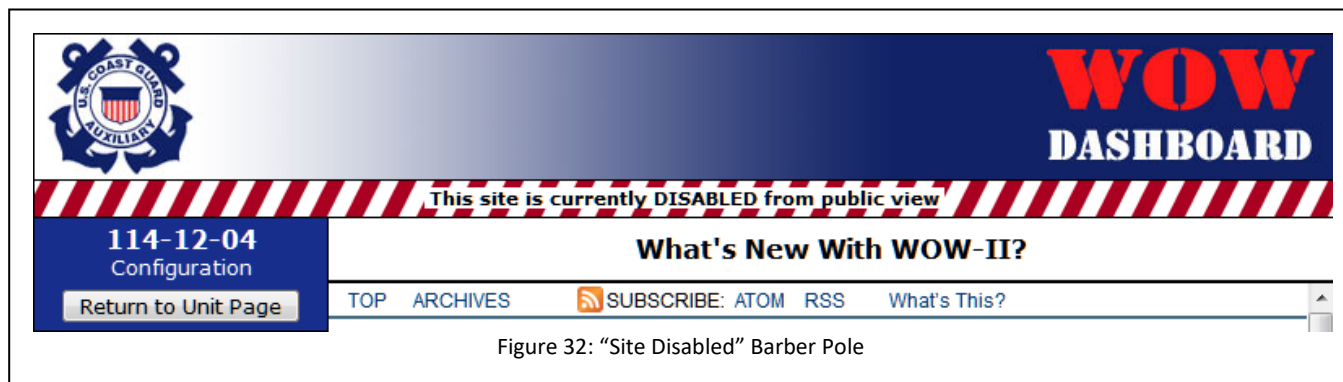 U.S. COAST GUARD
AUXILIARY
WOW
DASHBOARD
This site is currently DISABLED from public view
114-12-04
Configuration
Return to Unit Page
What's New With WOW-II?
TOP ARCHIVES SUBSCRIBE: ATOM RSS What's This?
Figure 32: “Site Disabled” Barber Pole